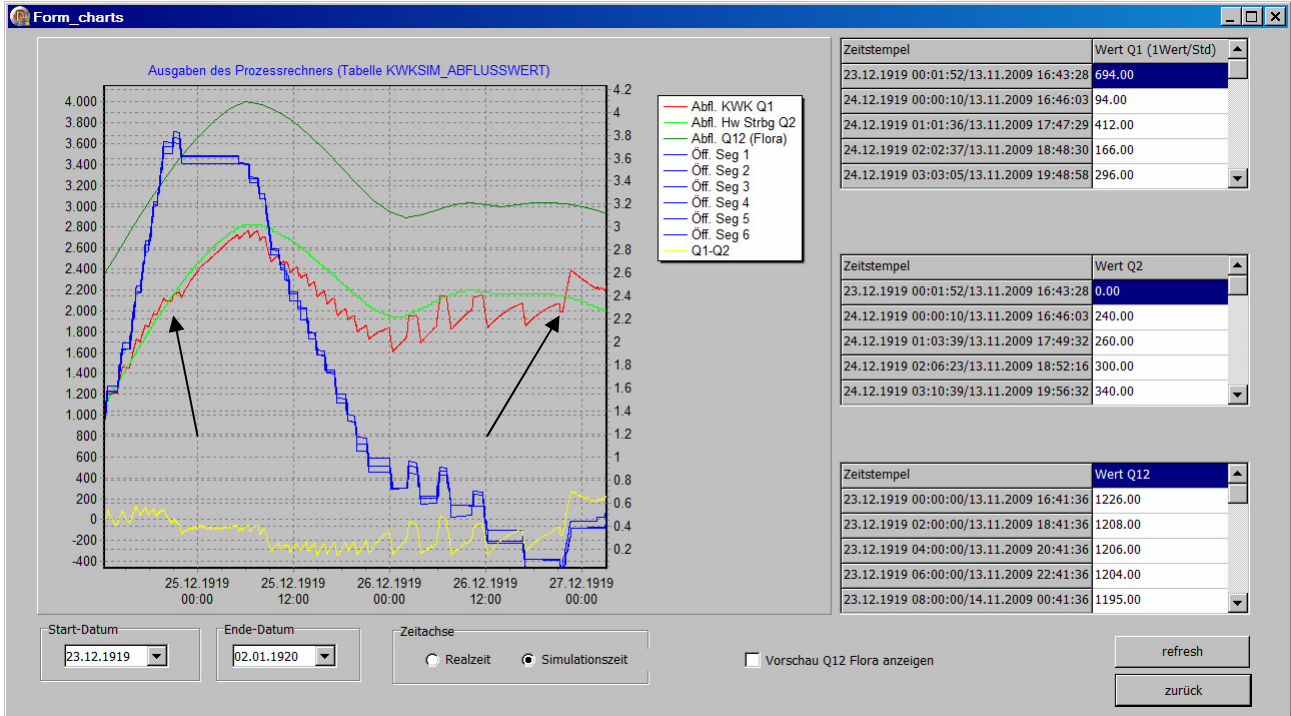 Form_charts
Ausgaben des Prozessrechners (Tabelle KWKSIM_ABFLUSSWERT)
4.000
3.800
3.600
3.400
3.200
3.000
2.800
2.600
2.400
2.200
2.000
1.800
1.600
1.400
1.200
1.000
800
600
400
200
0
-200
-400
4.2
4
3.8
3.6
3.4
3.2
3
2.8
2.6
2.4
2.2
2
1.8
1.6
1.4
1.2
1
0.8
0.6
0.4
0.2
25.12.1919 25.12.1919 26.12.1919 26.12.1919 27.12.1919
00:00 12:00 00:00 12:00 00:00
Abfl. KWK Q1
Abfl. Hw Strbg Q2
Abfl. Q12 (Flora)
Öff. Seg 1
Öff. Seg 2
Öff. Seg 3
Öff. Seg 4
Öff. Seg 5
Öff. Seg 6
Q1-Q2
Zeitstempel Wert Q1 (1Wert/Std)
23.12.1919 00:01:52/13.11.2009 16:43:28 694.00
24.12.1919 00:00:10/13.11.2009 16:46:03 94.00
24.12.1919 01:01:36/13.11.2009 17:47:29 412.00
24.12.1919 02:02:37/13.11.2009 18:48:30 166.00
24.12.1919 03:03:05/13.11.2009 19:48:58 296.00
Zeitstempel Wert Q2
23.12.1919 00:01:52/13.11.2009 16:43:28 0.00
24.12.1919 00:00:10/13.11.2009 16:46:03 240.00
24.12.1919 01:03:39/13.11.2009 17:49:32 260.00
24.12.1919 02:06:23/13.11.2009 18:52:16 300.00
24.12.1919 03:10:39/13.11.2009 19:56:32 340.00
Zeitstempel Wert Q12
23.12.1919 00:00:00/13.11.2009 16:41:36 1226.00
23.12.1919 02:00:00/13.11.2009 18:41:36 1208.00
23.12.1919 04:00:00/13.11.2009 20:41:36 1206.00
23.12.1919 06:00:00/13.11.2009 22:41:36 1204.00
23.12.1919 08:00:00/14.11.2009 00:41:36 1195.00
Start-Datum
23.12.1919
Ende-Datum
02.01.1920
Zeitachse
Realzeit Simulationszeit
Vorschau Q12 Flora anzeigen
refresh
zurück